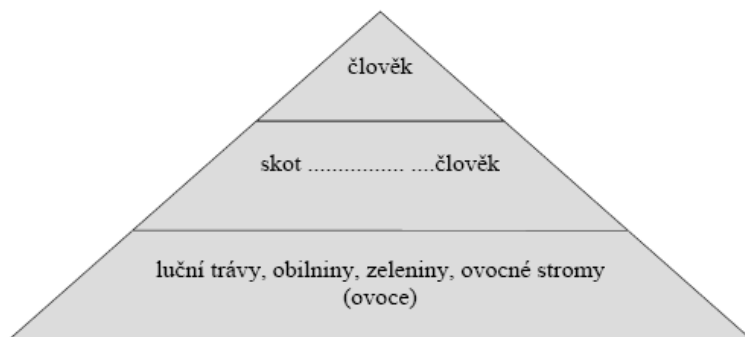 člověk
skot ................ ....člověk
luční trávy, obilniny, zeleniny, ovocné stromy
(ovoce)